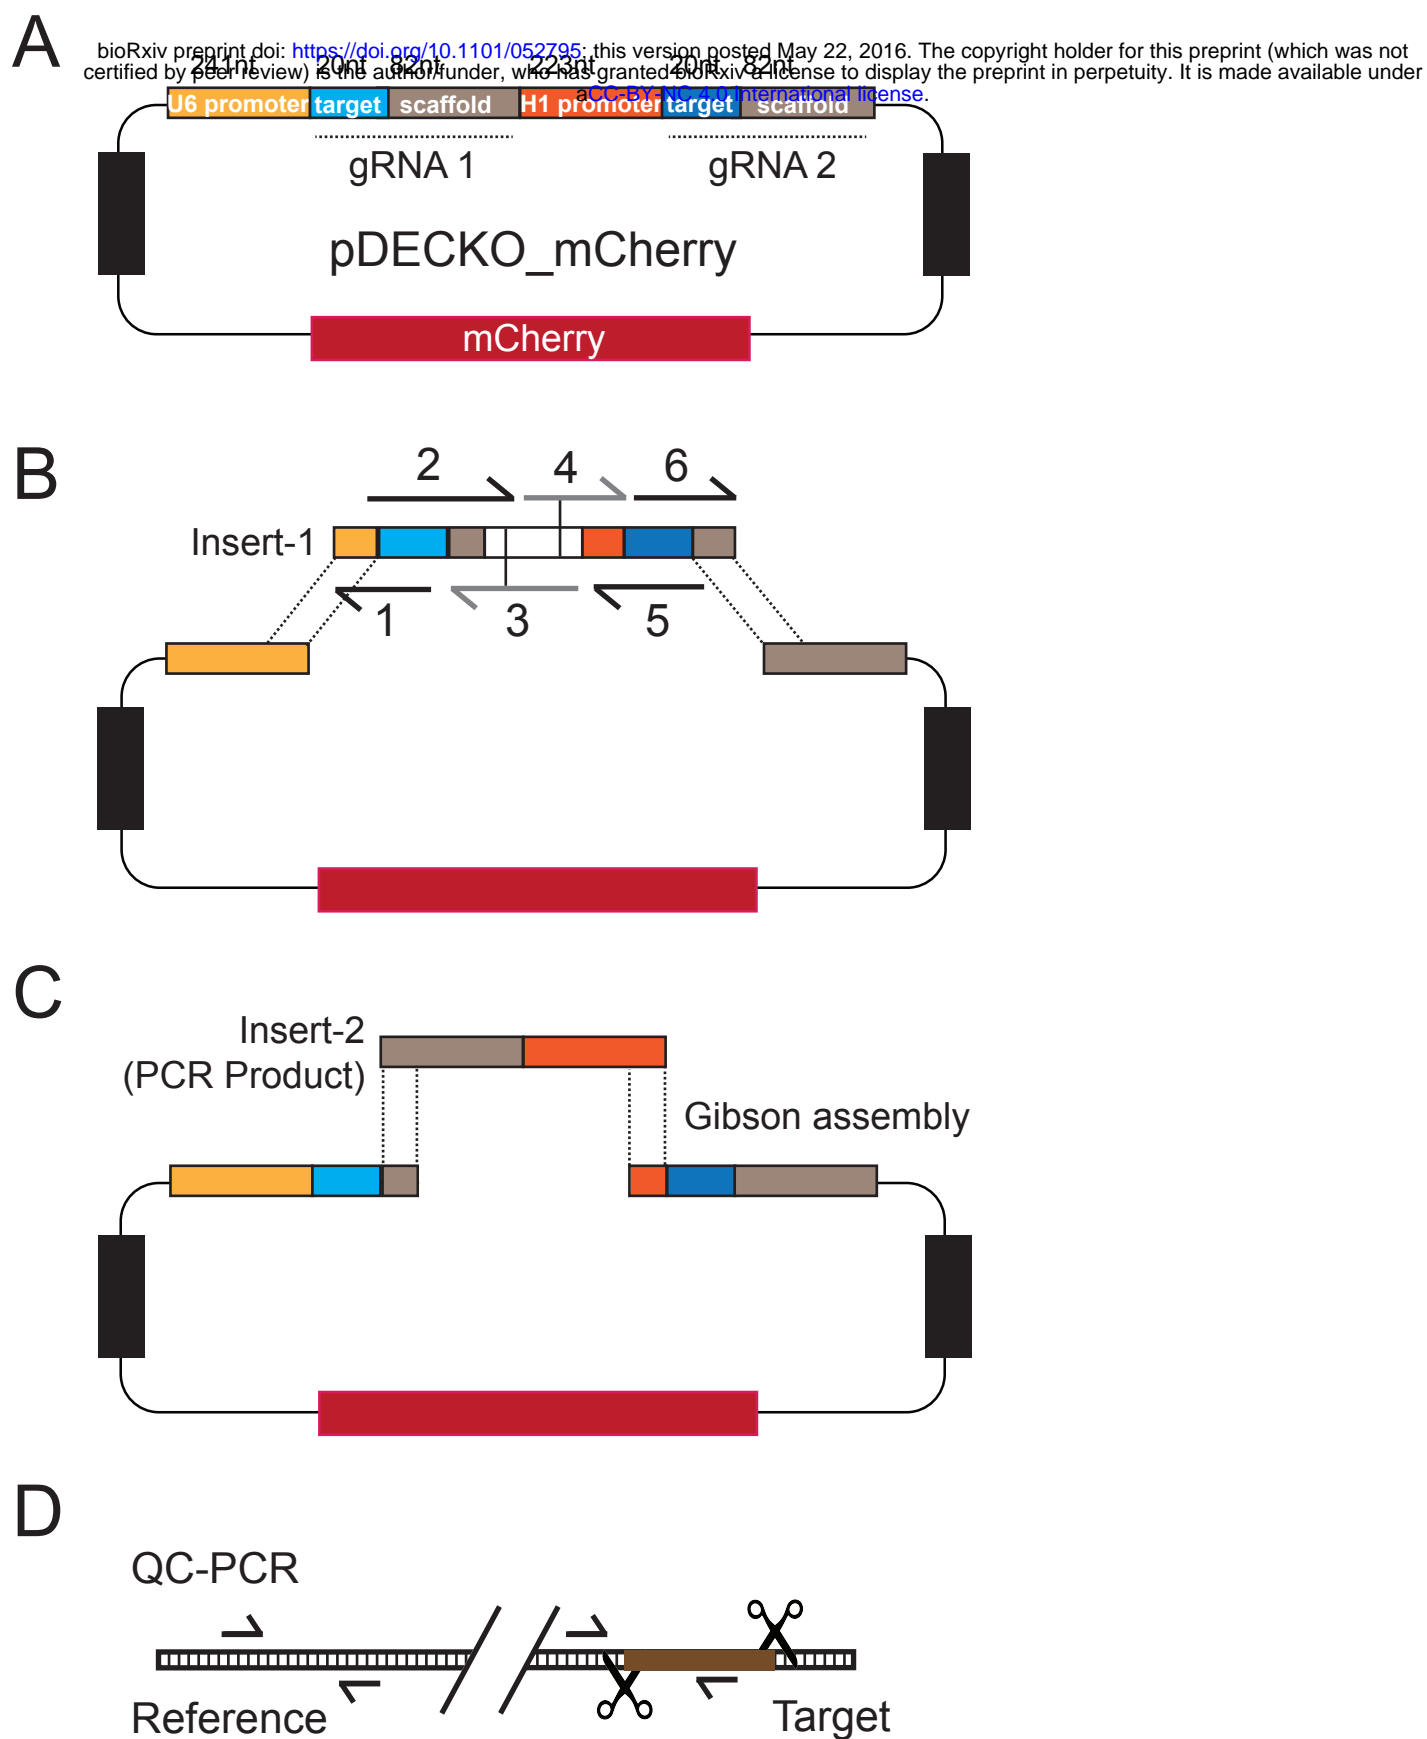 A
bioRxiv preprint doi: https://doi.org/10.1101/052795; this version posted May 22, 2016. The copyright holder for this preprint (which was not
certified by peer review) is the author/funder, who has granted bioRxiv a license to display the preprint in perpetuity. It is made available under
aCC-BY-NC 4.0 International license.
241nt 20nt 82nt 223nt 20nt 82nt
U6 promoter target scaffold H1 promoter target scaffold
gRNA 1 gRNA 2
pDECKO_mCherry
mCherry
B
2 4 6
Insert-1
1 3 5
C
Insert-2
(PCR Product)
Gibson assembly
D
QC-PCR
Reference Target